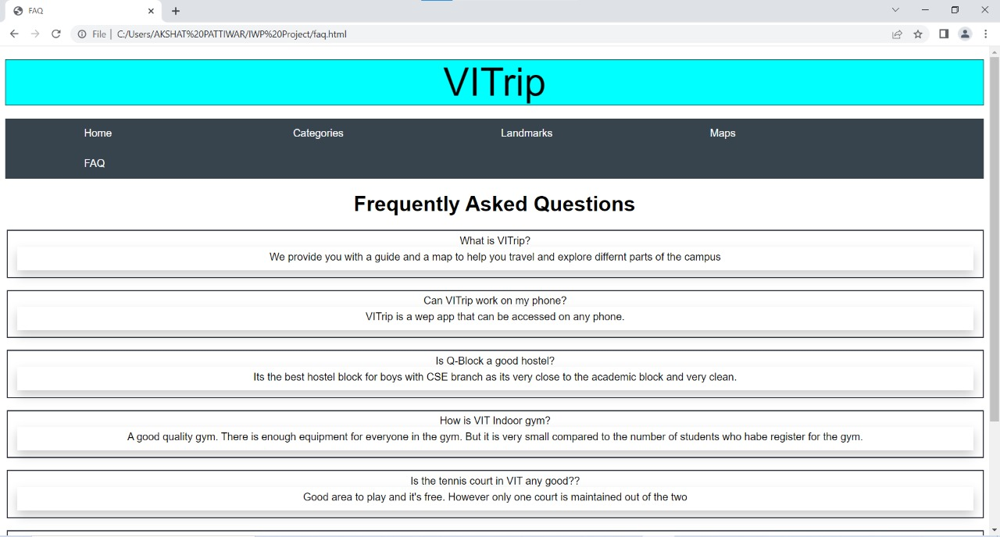 FAQ
File | C:/Users/AKSHAT%20PATTIWAR/IWP%20Project/faq.html
VITrip
Home Categories Landmarks Maps
FAQ
Frequently Asked Questions
What is VITrip?
We provide you with a guide and a map to help you travel and explore differnt parts of the campus
Can VITrip work on my phone?
VITrip is a wep app that can be accessed on any phone.
Is Q-Block a good hostel?
Its the best hostel block for boys with CSE branch as its very close to the academic block and very clean.
How is VIT Indoor gym?
A good quality gym. There is enough equipment for everyone in the gym. But it is very small compared to the number of students who habe register for the gym.
Is the tennis court in VIT any good??
Good area to play and it's free. However only one court is maintained out of the two